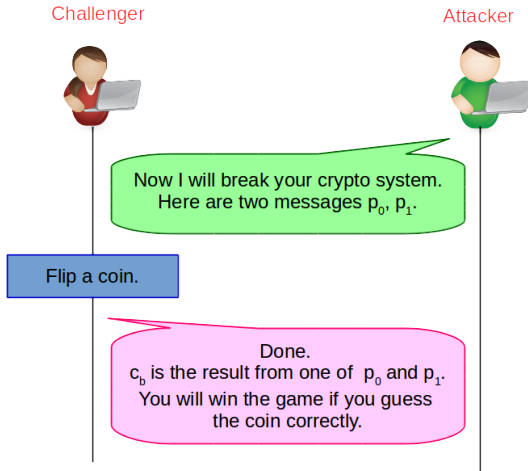 Challenger
Attacker
Now I will break your crypto system.
Here are two messages p₀, p₁.
Flip a coin.
Done.
c_b is the result from one of p₀ and p₁.
You will win the game if you guess
the coin correctly.